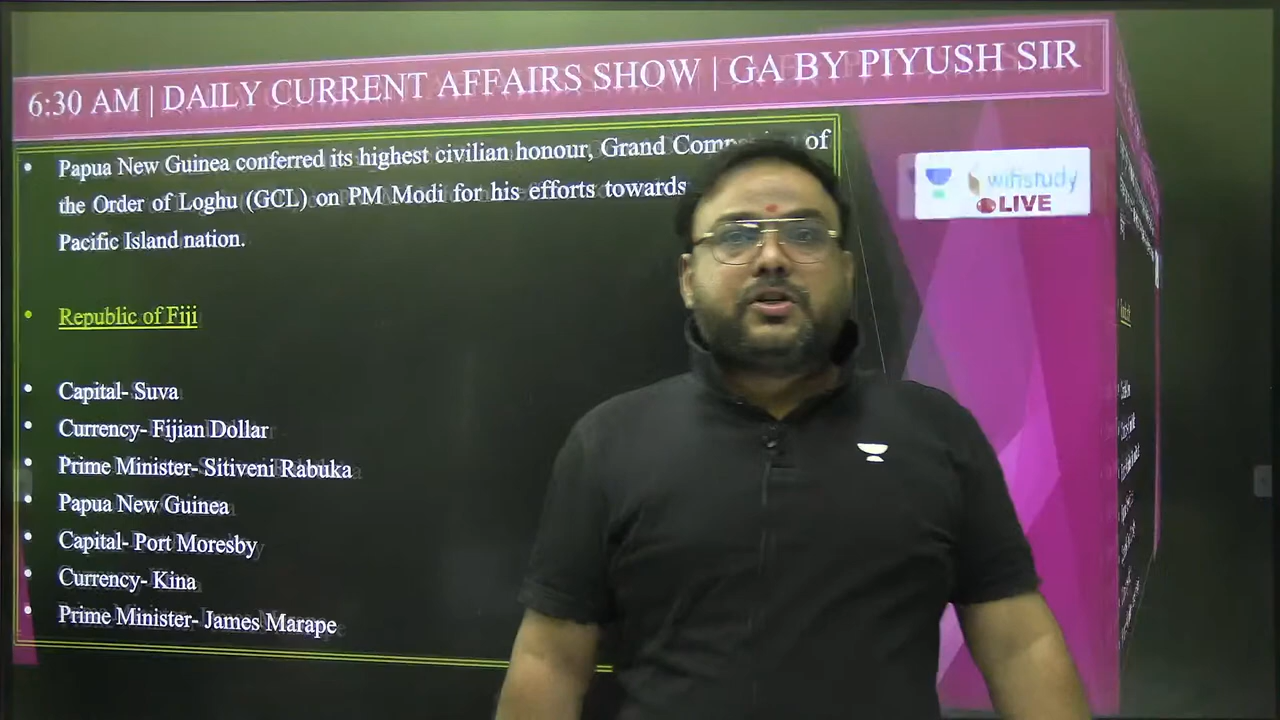 6:30 AM | DAILY CURRENT AFFAIRS SHOW | GA BY PIYUSH SIR
• Papua New Guinea conferred its highest civilian honour, Grand of
the Order of Loghu (GCL) on PM Modi for his efforts towards
Pacific Island nation.
• Republic of Fiji
• Capital- Suva
• Currency- Fijian Dollar
• Prime Minister- Sitiveni Rabuka
• Papua New Guinea
• Capital- Port Moresby
• Currency- Kina
• Prime Minister- James Marape
wifistudy
LIVE